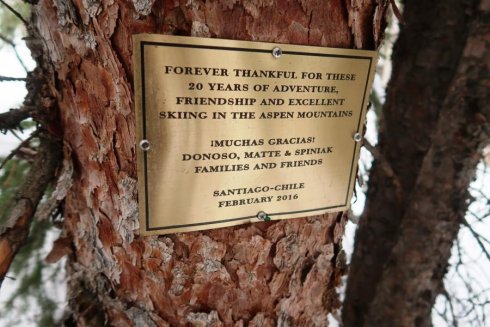 FOREVER THANKFUL FOR THESE
20 YEARS OF ADVENTURE,
FRIENDSHIP AND EXCELLENT
SKIING IN THE ASPEN MOUNTAINS
¡MUCHAS GRACIAS!
DONOSO, MATTE & SPINIAK
FAMILIES AND FRIENDS
SANTIAGO-CHILE
FEBRUARY 2016